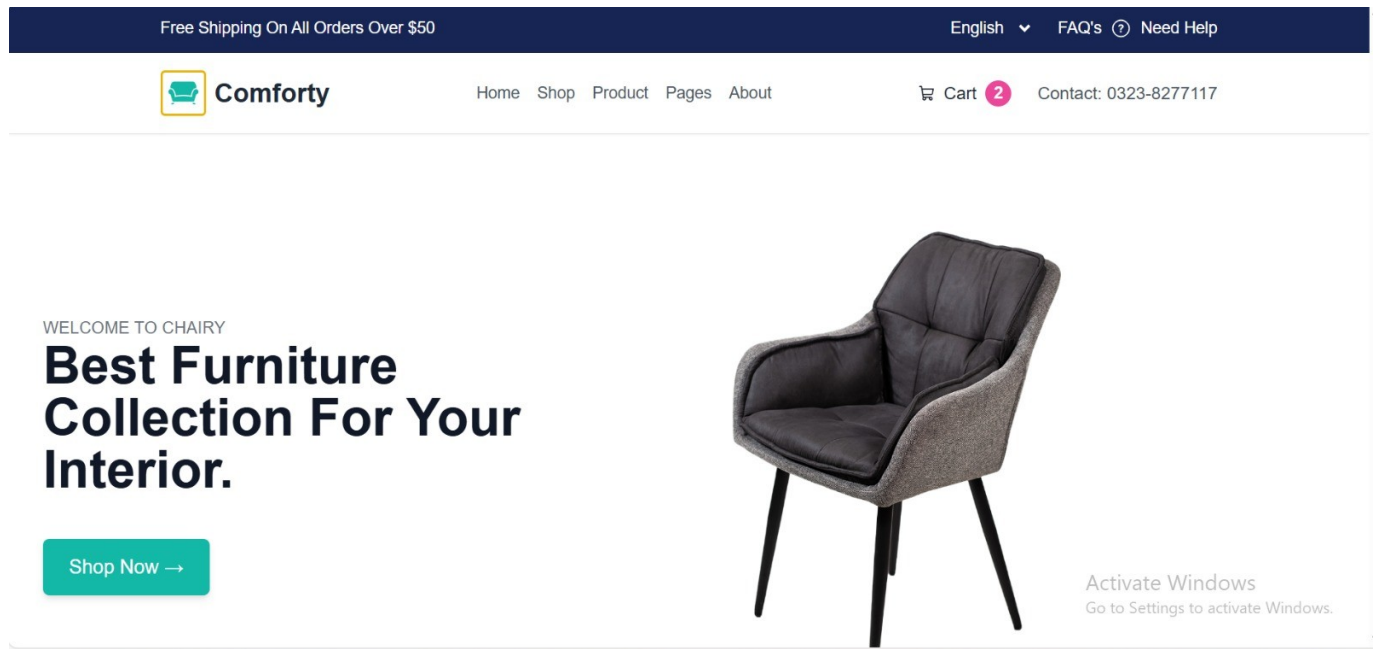 Free Shipping On All Orders Over $50
English FAQ's ? Need Help
Comforty
Home Shop Product Pages About
Cart 2
Contact: 0323-8277117
WELCOME TO CHAIRY
Best Furniture
Collection For Your
Interior.
Shop Now →
Activate Windows
Go to Settings to activate Windows.